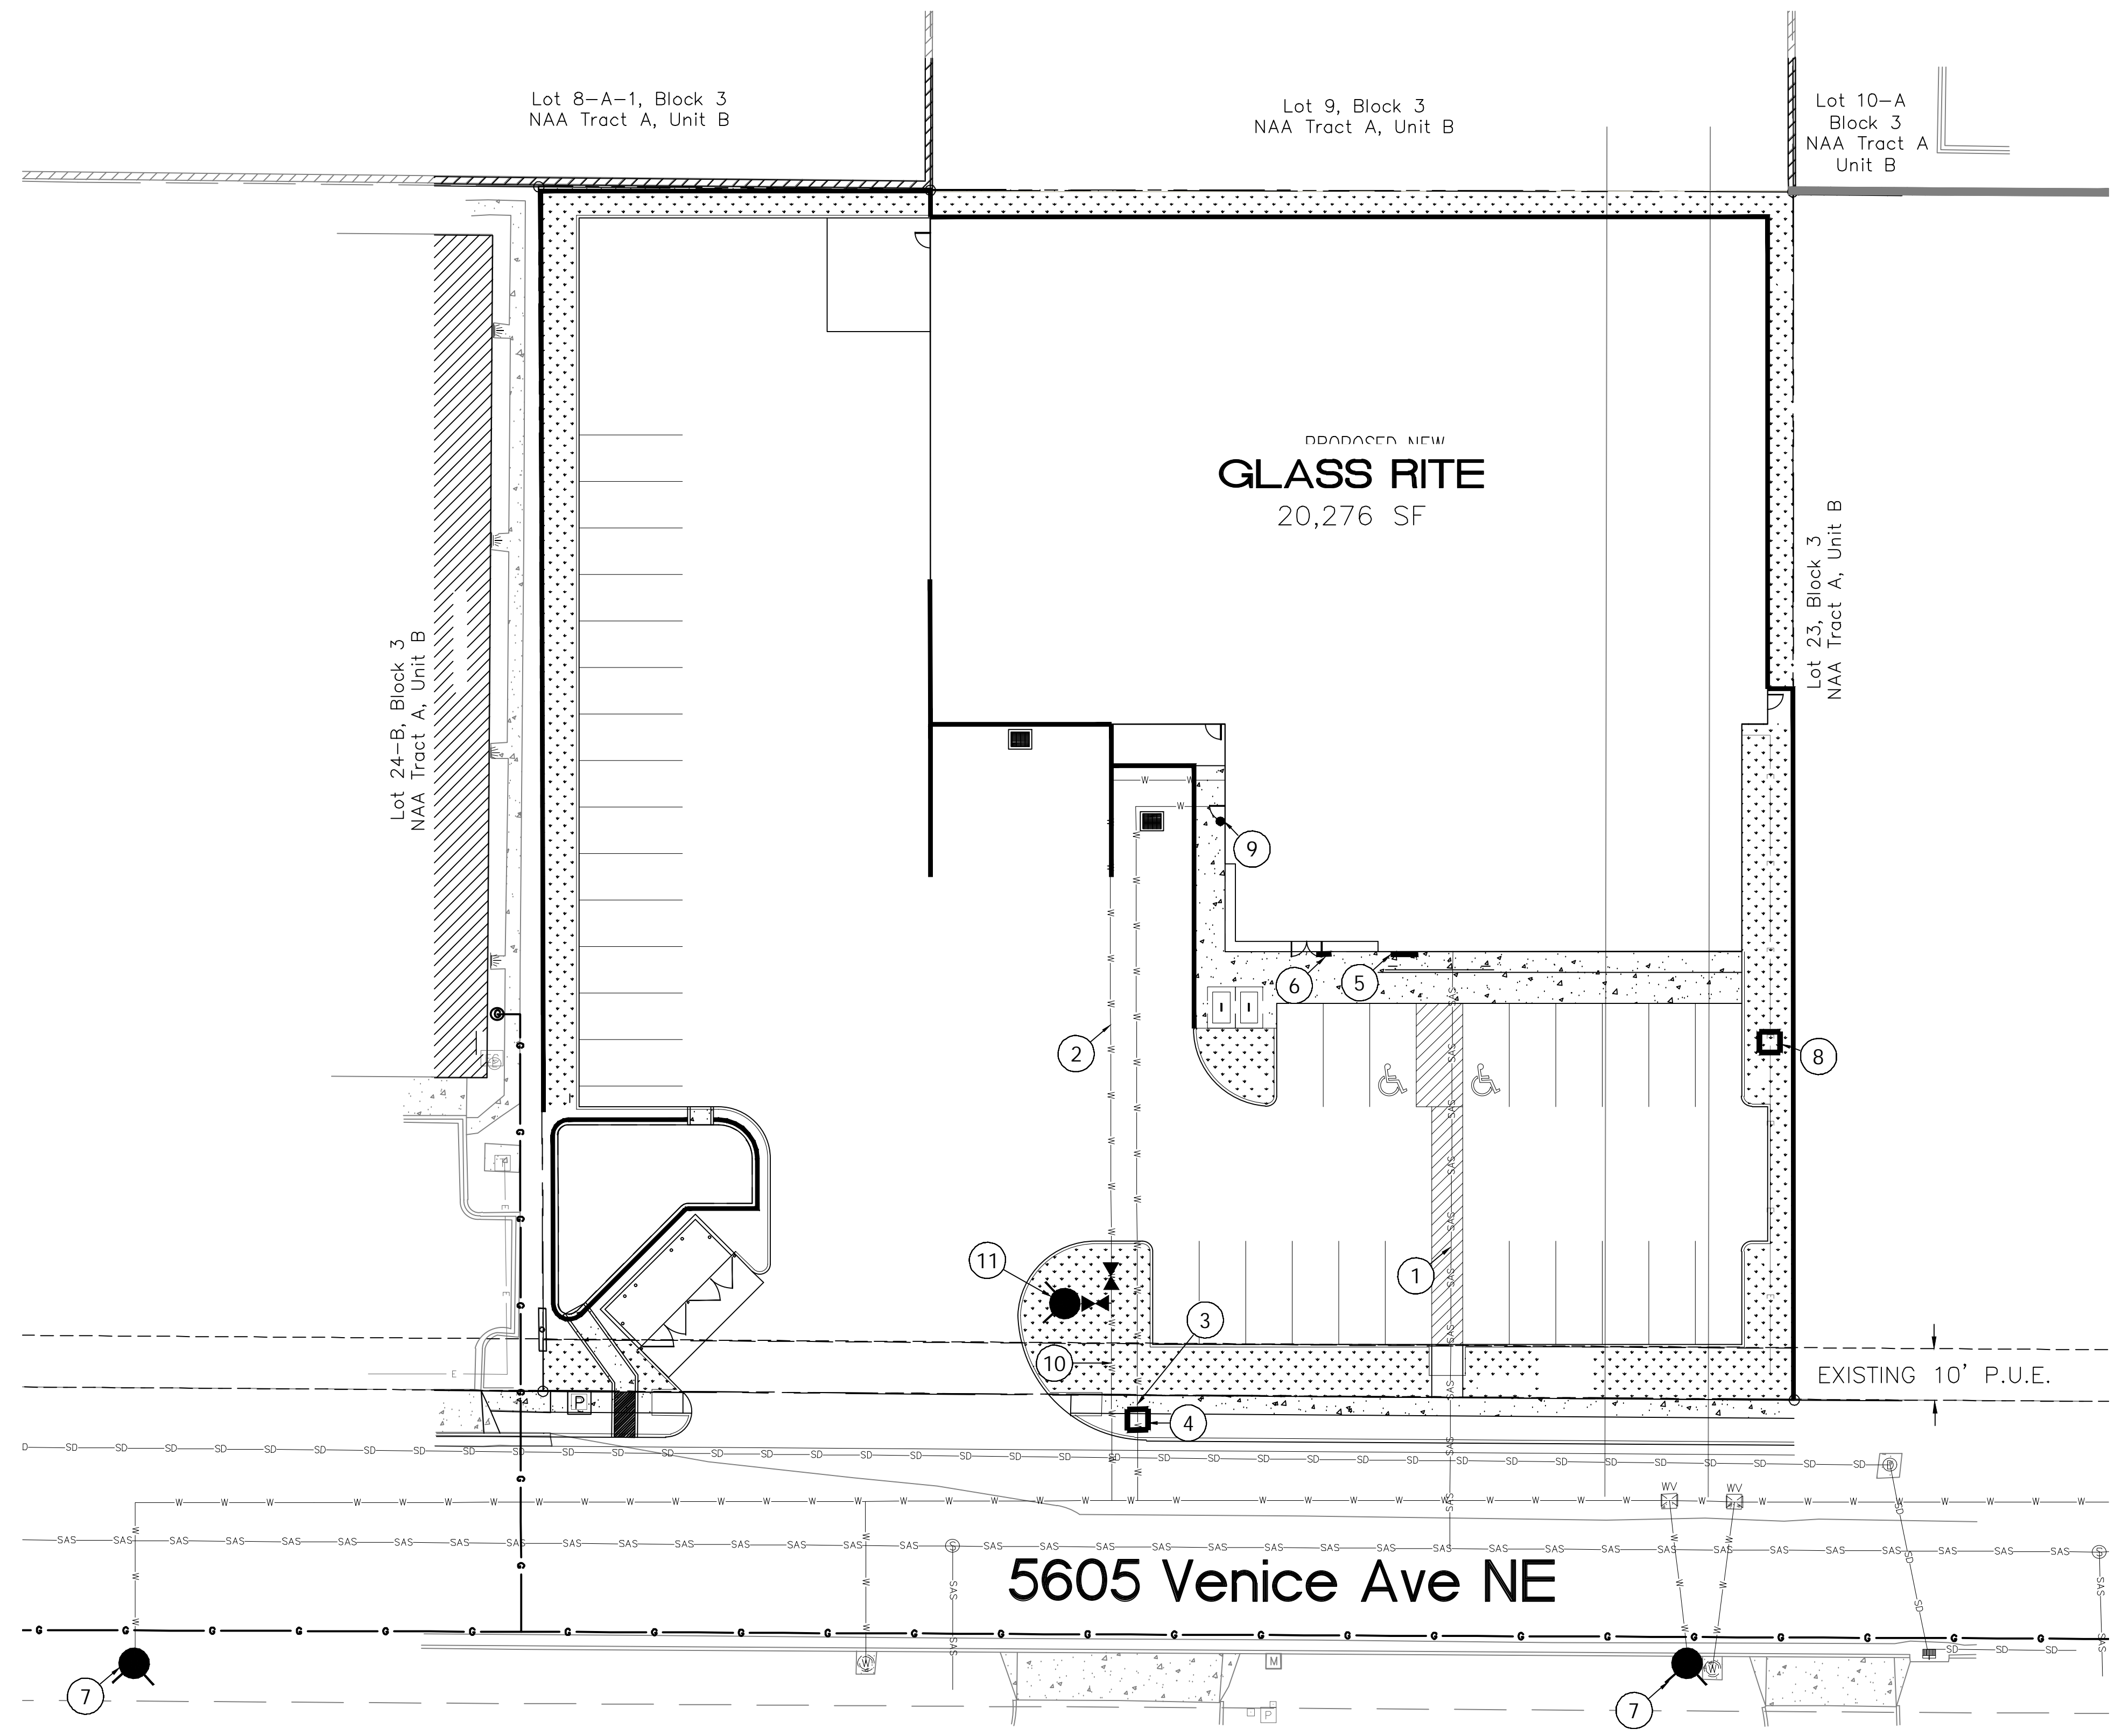 Lot 8-A-1, Block 3
NAA Tract A, Unit B
Lot 9, Block 3
NAA Tract A, Unit B
Lot 10-A
Block 3
NAA Tract A
Unit B
PROPOSED NEW
GLASS RITE
20,276 SF
Lot 24-B, Block 3
NAA Tract A, Unit B
Lot 23, Block 3
NAA Tract A, Unit B
9
6
5
2
8
11
1
3
10
4
EXISTING 10' P.U.E.
P
WV
WV
5605 Venice Ave NE
7
7
W
W
M
P